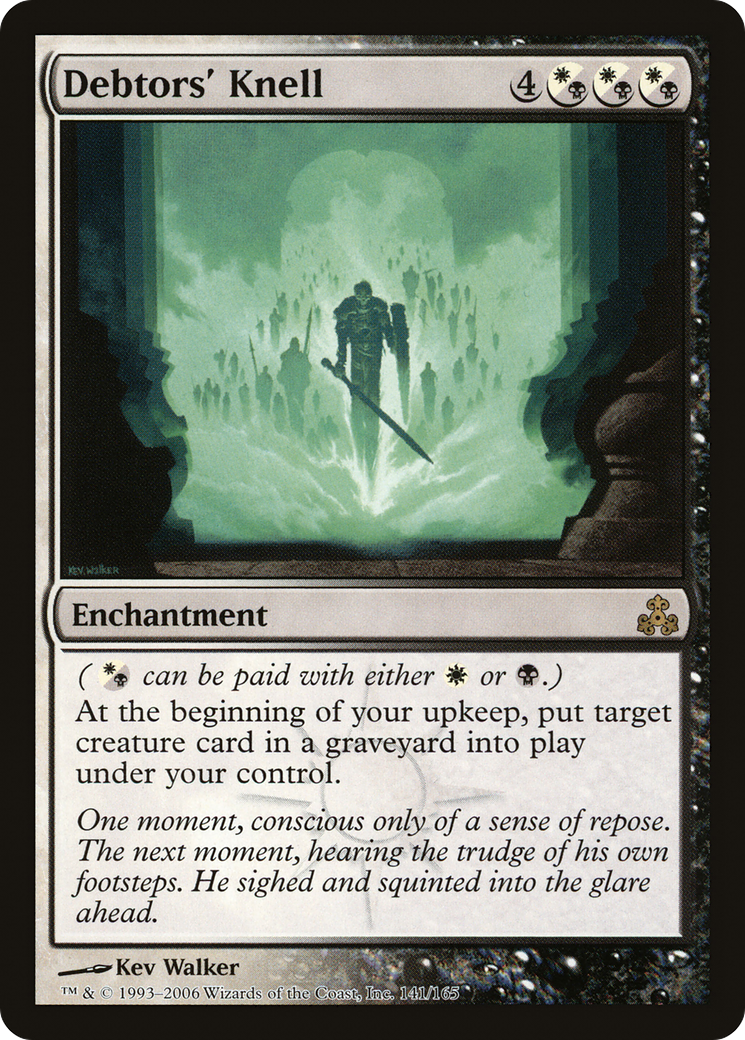 Debtors' Knell 4
KEV WALKER
Enchantment
( can be paid with either or .)
At the beginning of your upkeep, put target
creature card in a graveyard into play
under your control.
One moment, conscious only of a sense of repose.
The next moment, hearing the trudge of his own
footsteps. He sighed and squinted into the glare
ahead.
Kev Walker
™ & © 1993–2006 Wizards of the Coast, Inc. 141/165